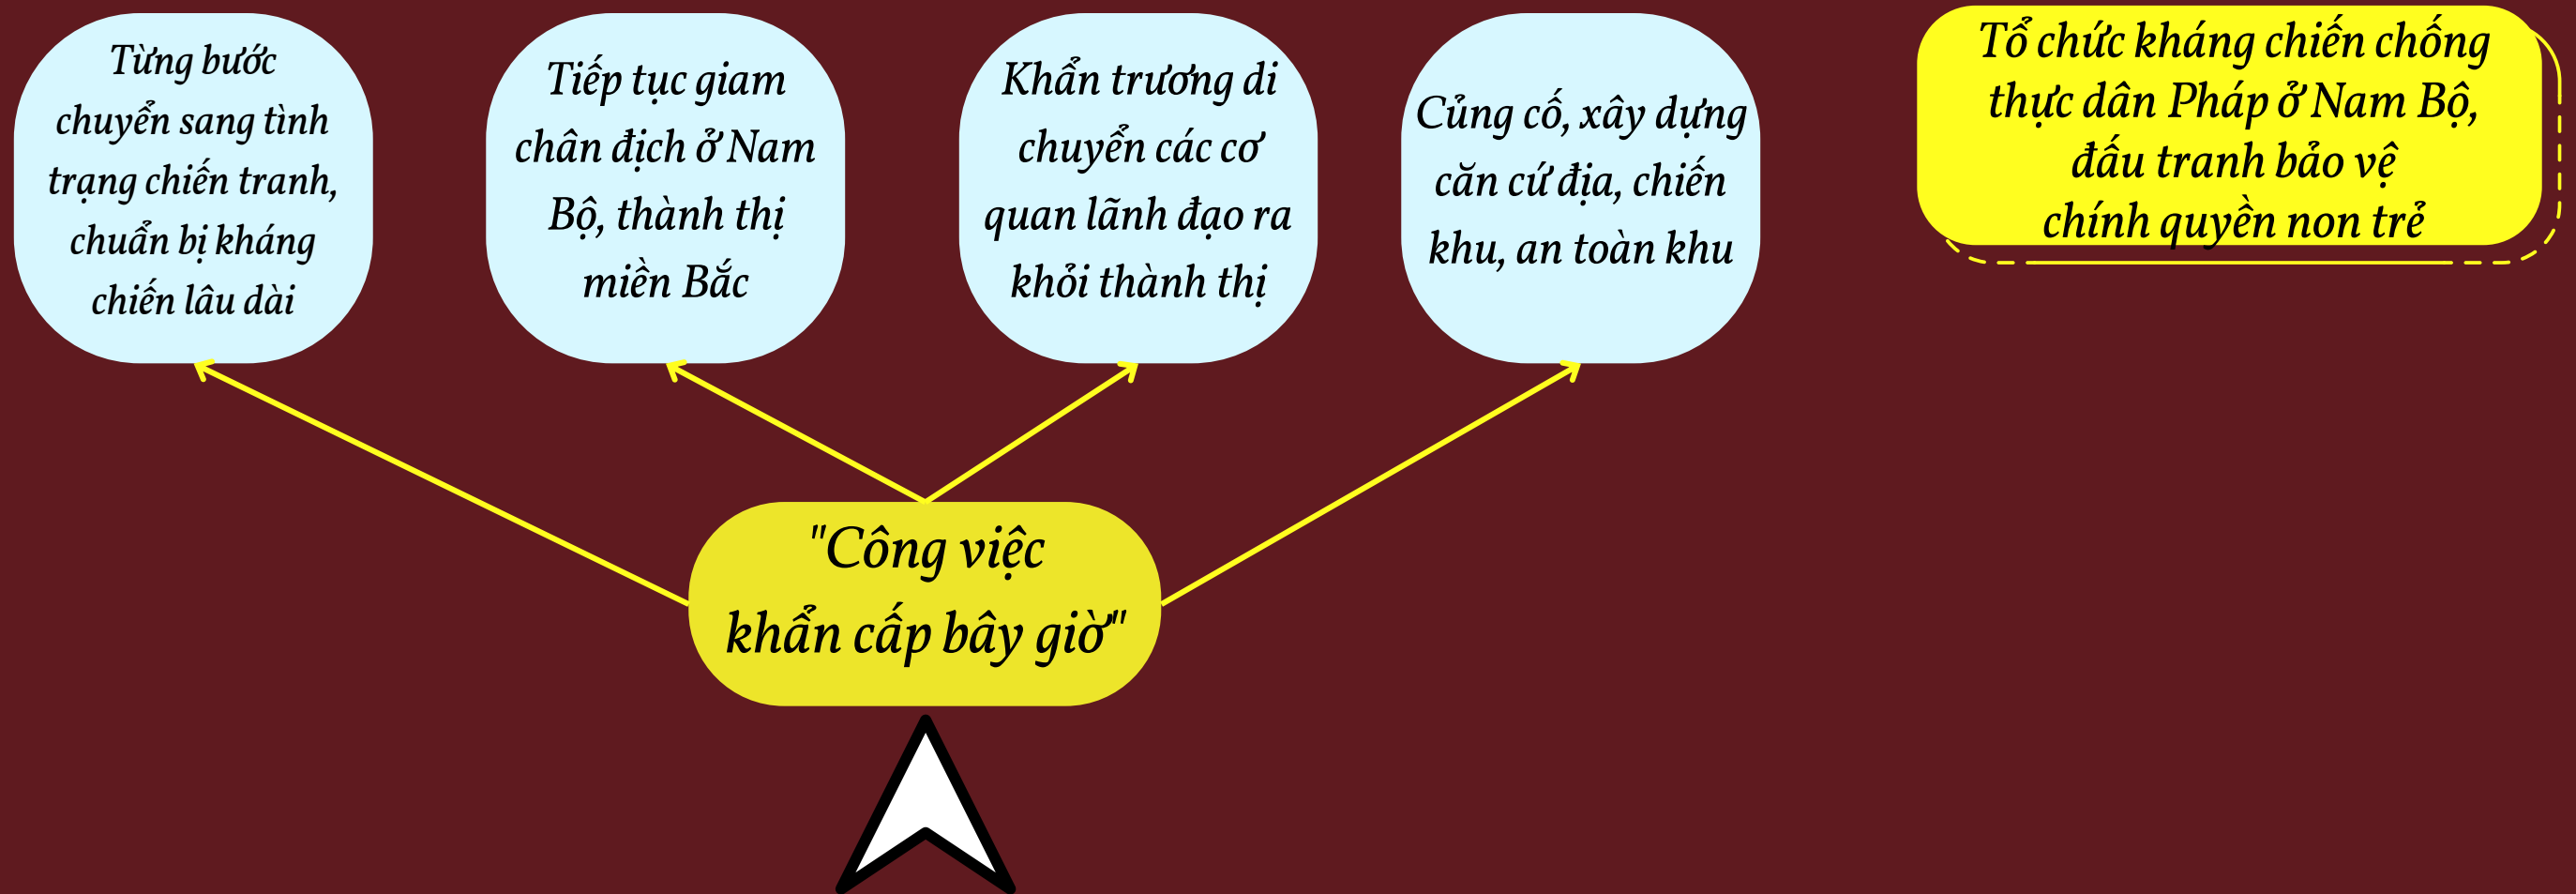 Từng bước
chuyển sang tình
trạng chiến tranh,
chuẩn bị kháng
chiến lâu dài
Tiếp tục giam
chân địch ở Nam
Bộ, thành thị
miền Bắc
Khẩn trương di
chuyển các cơ
quan lãnh đạo ra
khỏi thành thị
Củng cố, xây dựng
căn cứ địa, chiến
khu, an toàn khu
Tổ chức kháng chiến chống
thực dân Pháp ở Nam Bộ,
đấu tranh bảo vệ
chính quyền non trẻ
"Công việc
khẩn cấp bây giờ"